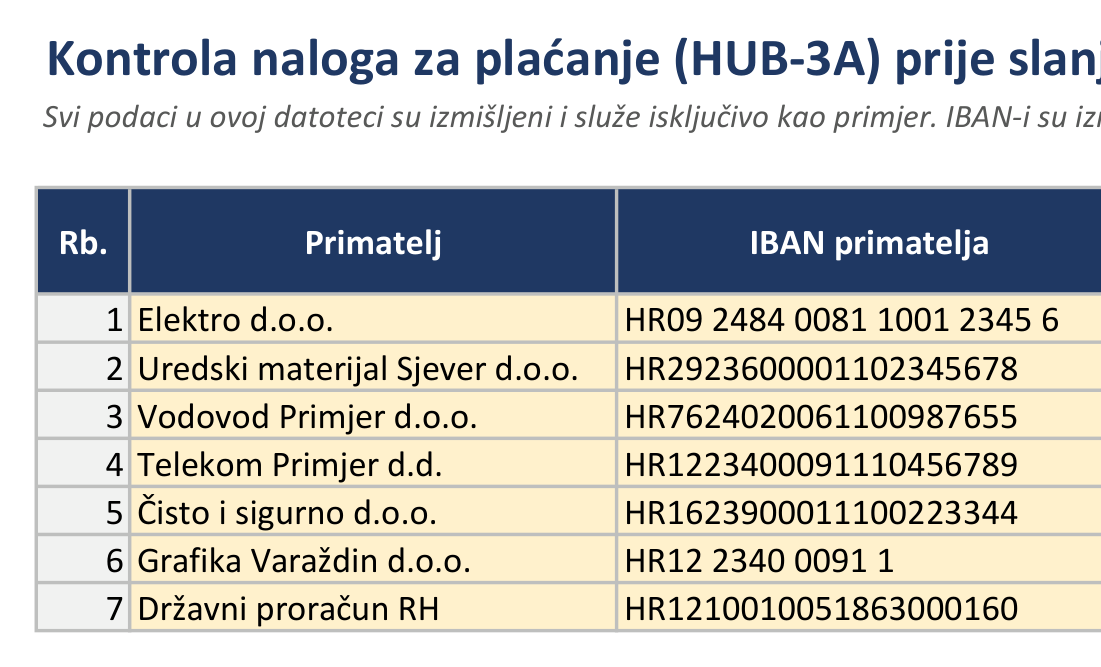 Kontrola naloga za plaćanje (HUB-3A) prije
Svi podaci u ovoj datoteci su izmišljeni i služe isključivo kao primjer. IBAN-i su
Rb. Primatelj IBAN primatelja
1 Elektro d.o.o. HR09 2484 0081 1001 2345 6
2 Uredski materijal Sjever d.o.o. HR2923600001102345678
3 Vodovod Primjer d.o.o. HR7624020061100987655
4 Telekom Primjer d.d. HR1223400091110456789
5 Čisto i sigurno d.o.o. HR1623900011100223344
6 Grafika Varaždin d.o.o. HR12 2340 0091 1
7 Državni proračun RH HR1210010051863000160